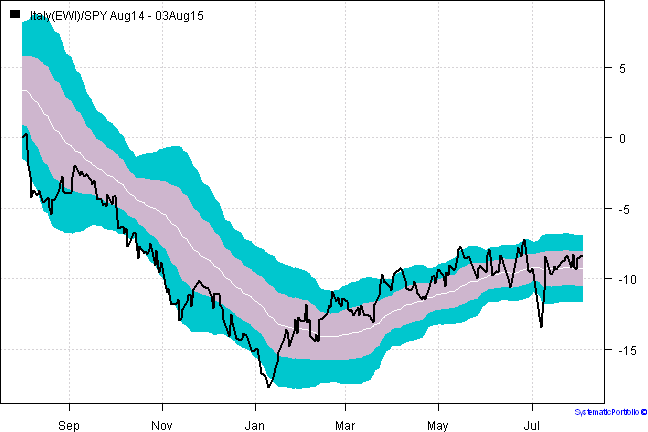 Italy(EWI)/SPY Aug14 - 03Aug15
5
0
-5
-10
-15
Sep Nov Jan Mar May Jul
SystematicPortfolio ©